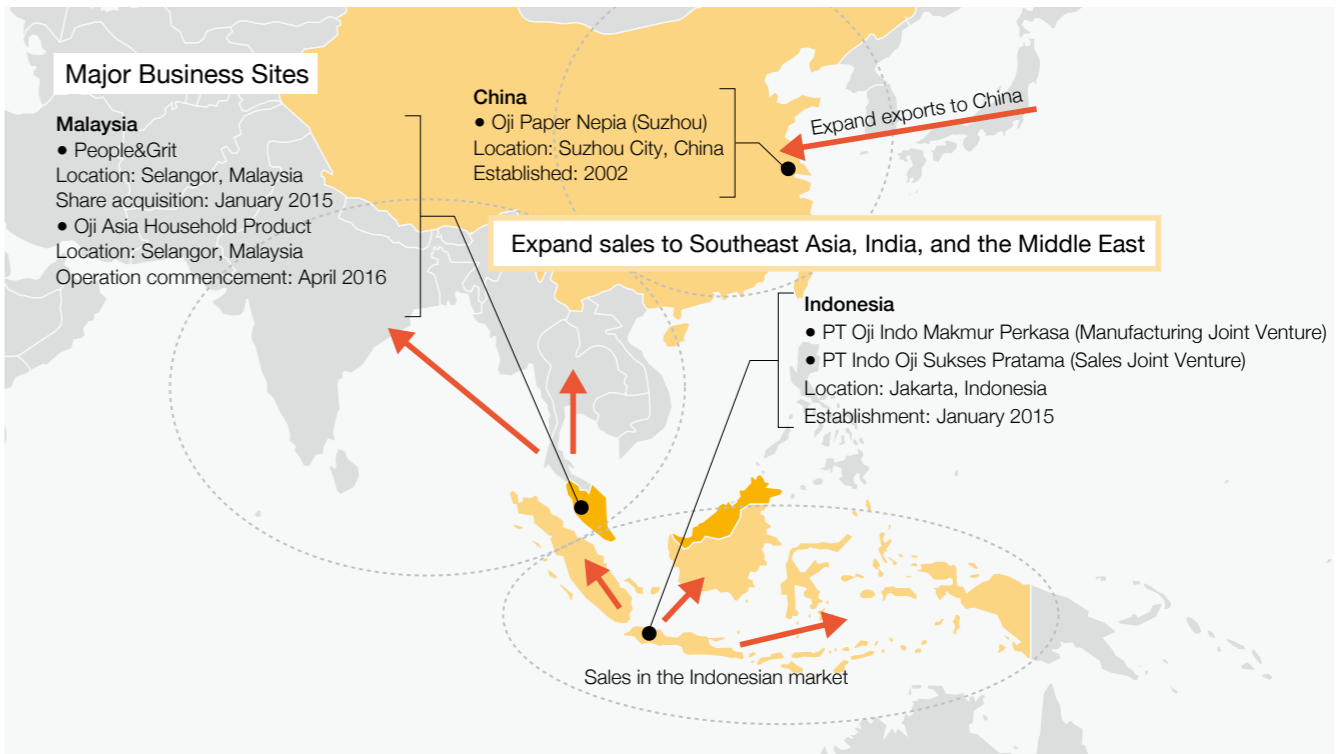 Major Business Sites
Malaysia
● People&Grit
Location: Selangor, Malaysia
Share acquisition: January 2015
● Oji Asia Household Product
Location: Selangor, Malaysia
Operation commencement: April 2016
China
● Oji Paper Nepia (Suzhou)
Location: Suzhou City, China
Established: 2002
Expand exports to China
Expand sales to Southeast Asia, India, and the Middle East
Indonesia
● PT Oji Indo Makmur Perkasa (Manufacturing Joint Venture)
● PT Indo Oji Sukses Pratama (Sales Joint Venture)
Location: Jakarta, Indonesia
Establishment: January 2015
Sales in the Indonesian market